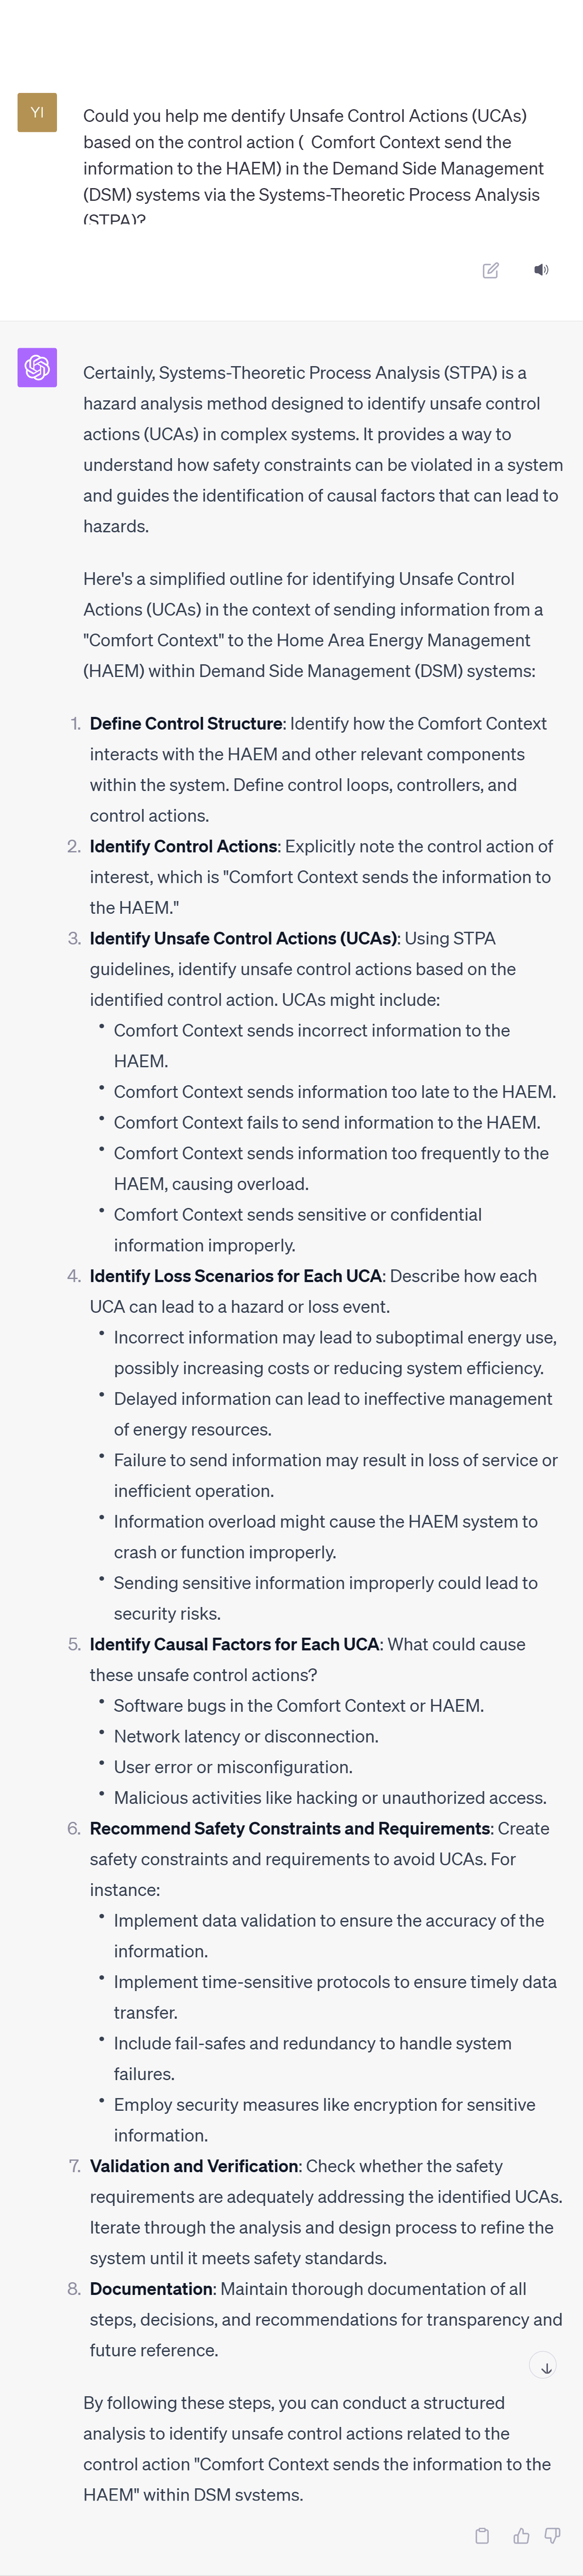 YI
Could you help me dentify Unsafe Control Actions (UCAs)
based on the control action (  Comfort Context send the
information to the HAEM) in the Demand Side Management
(DSM) systems via the Systems-Theoretic Process Analysis
(STPA)?
Certainly, Systems-Theoretic Process Analysis (STPA) is a
hazard analysis method designed to identify unsafe control
actions (UCAs) in complex systems. It provides a way to
understand how safety constraints can be violated in a system
and guides the identification of causal factors that can lead to
hazards.
Here's a simplified outline for identifying Unsafe Control
Actions (UCAs) in the context of sending information from a
"Comfort Context" to the Home Area Energy Management
(HAEM) within Demand Side Management (DSM) systems:
1. Define Control Structure: Identify how the Comfort Context
interacts with the HAEM and other relevant components
within the system. Define control loops, controllers, and
control actions.
2. Identify Control Actions: Explicitly note the control action of
interest, which is "Comfort Context sends the information to
the HAEM."
3. Identify Unsafe Control Actions (UCAs): Using STPA
guidelines, identify unsafe control actions based on the
identified control action. UCAs might include:
• Comfort Context sends incorrect information to the
HAEM.
• Comfort Context sends information too late to the HAEM.
• Comfort Context fails to send information to the HAEM.
• Comfort Context sends information too frequently to the
HAEM, causing overload.
• Comfort Context sends sensitive or confidential
information improperly.
4. Identify Loss Scenarios for Each UCA: Describe how each
UCA can lead to a hazard or loss event.
• Incorrect information may lead to suboptimal energy use,
possibly increasing costs or reducing system efficiency.
• Delayed information can lead to ineffective management
of energy resources.
• Failure to send information may result in loss of service or
inefficient operation.
• Information overload might cause the HAEM system to
crash or function improperly.
• Sending sensitive information improperly could lead to
security risks.
5. Identify Causal Factors for Each UCA: What could cause
these unsafe control actions?
• Software bugs in the Comfort Context or HAEM.
• Network latency or disconnection.
• User error or misconfiguration.
• Malicious activities like hacking or unauthorized access.
6. Recommend Safety Constraints and Requirements: Create
safety constraints and requirements to avoid UCAs. For
instance:
• Implement data validation to ensure the accuracy of the
information.
• Implement time-sensitive protocols to ensure timely data
transfer.
• Include fail-safes and redundancy to handle system
failures.
• Employ security measures like encryption for sensitive
information.
7. Validation and Verification: Check whether the safety
requirements are adequately addressing the identified UCAs.
Iterate through the analysis and design process to refine the
system until it meets safety standards.
8. Documentation: Maintain thorough documentation of all
steps, decisions, and recommendations for transparency and
future reference.
By following these steps, you can conduct a structured
analysis to identify unsafe control actions related to the
control action "Comfort Context sends the information to the
HAEM" within DSM systems.